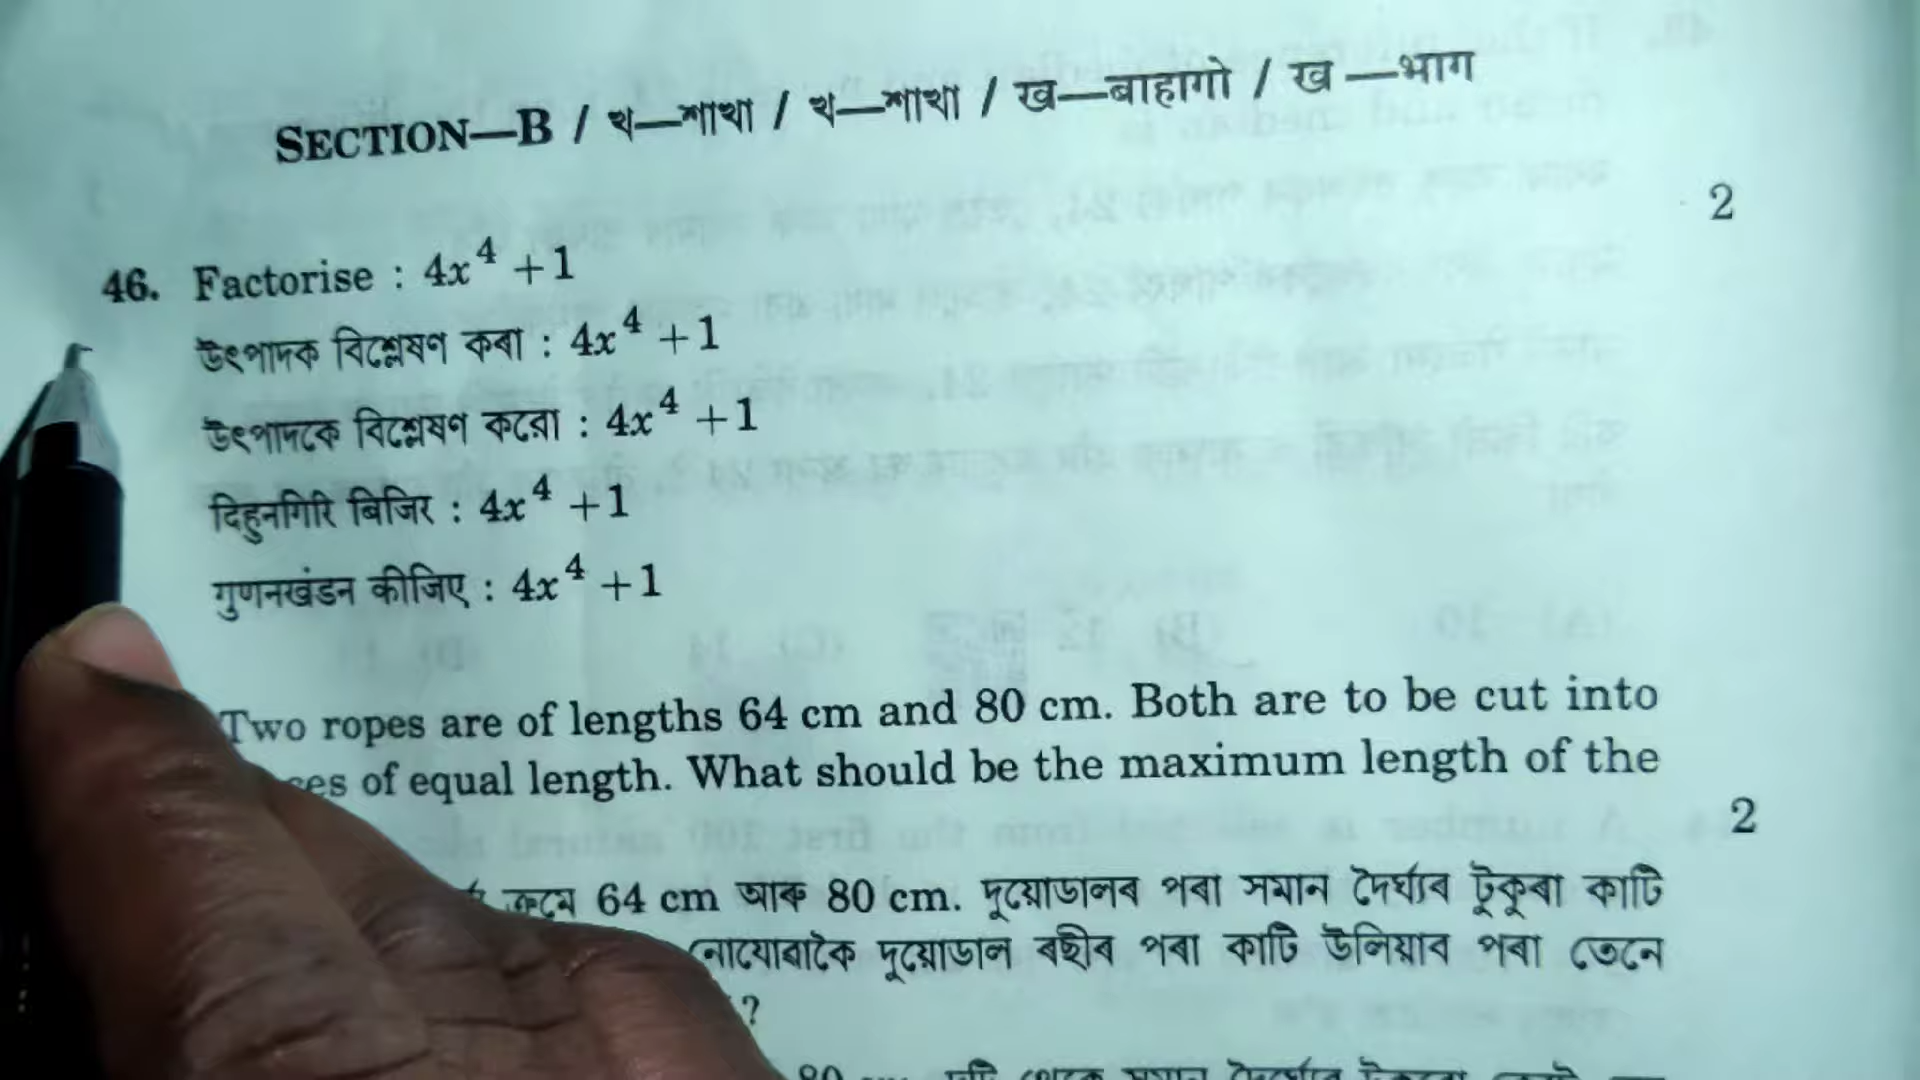 SECTION—B / খ—শাখা / খ—শাখা / ख—बाहागो / ख—भाग
2
46. Factorise : 4x⁴ + 1
উৎপাদক বিশ্লেষণ কৰা : 4x⁴ + 1
উৎপাদকে বিশ্লেষণ করো : 4x⁴ + 1
दिहुनगिरि बिजिर : 4x⁴ + 1
गुणनखंडन कीजिए : 4x⁴ + 1
Two ropes are of lengths 64 cm and 80 cm. Both are to be cut into
of equal length. What should be the maximum length of the
2
ক্ৰমে 64 cm আৰু 80 cm. দুয়োডালৰ পৰা সমান দৈৰ্ঘ্যৰ টুকুৰা কাটি
দুয়োডাল ৰছীৰ পৰা কাটি উলিয়াব পৰা তেনে
?
80